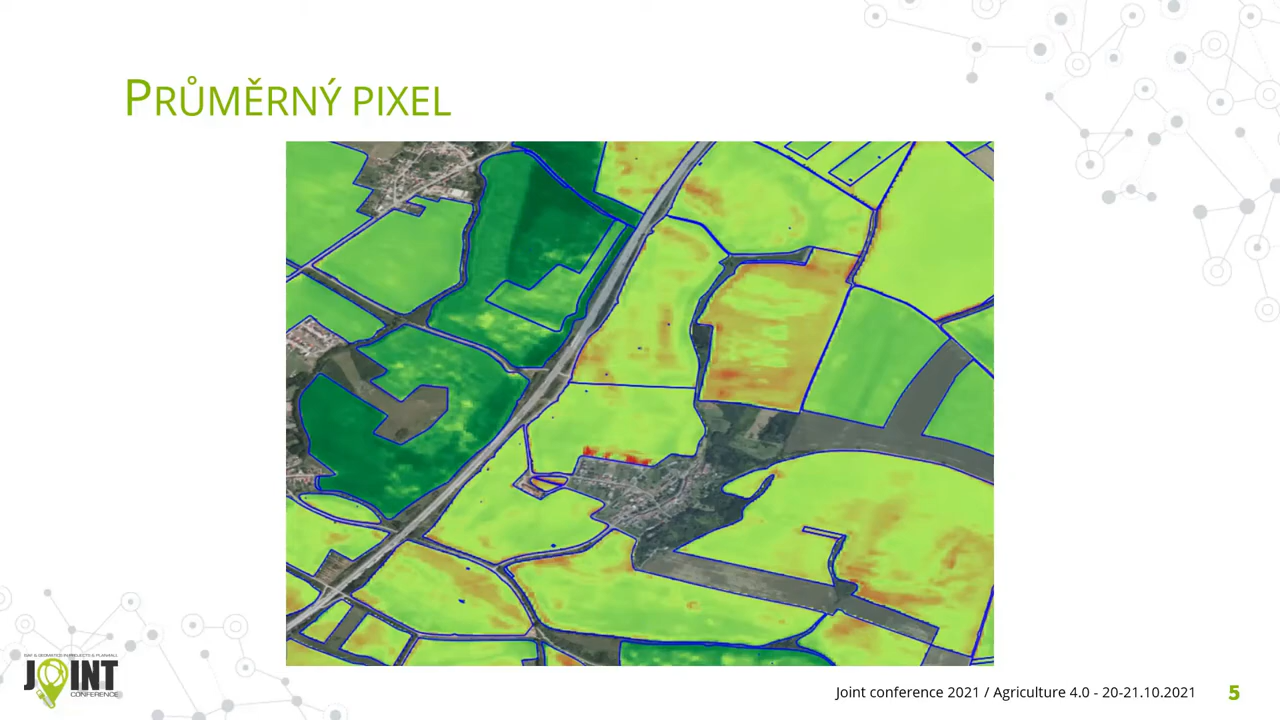 PRŮMĚRNÝ PIXEL
JOINT
CONFERENCE
Joint conference 2021 / Agriculture 4.0 - 20-21.10.2021
5